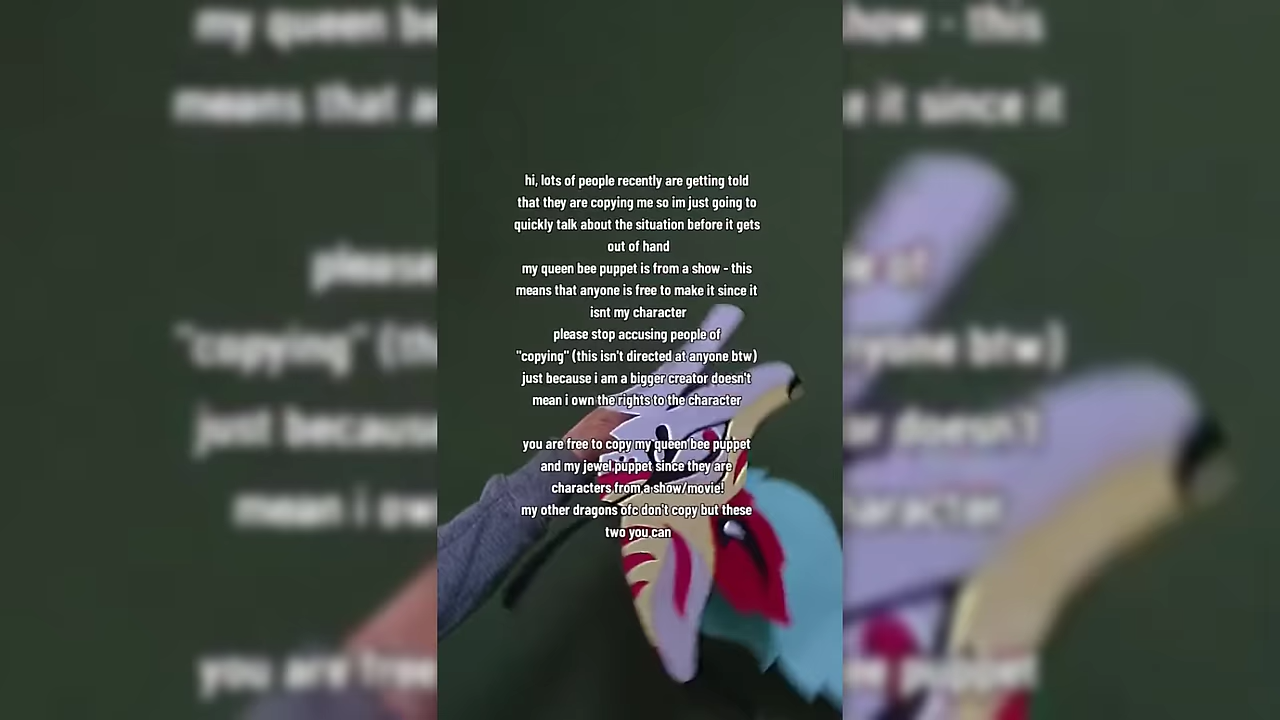 hi, lots of people recently are getting told
that they are copying me so im just going to
quickly talk about the situation before it gets
out of hand
my queen bee puppet is from a show - this
means that anyone is free to make it since it
isnt my character
please stop accusing people of
"copying" (this isn't directed at anyone btw)
just because i am a bigger creator doesn't
mean i own the rights to the character
you are free to copy my queen bee puppet
and my jewel puppet since they are
characters from a show/movie!
my other dragons ofc don't copy but these
two you can